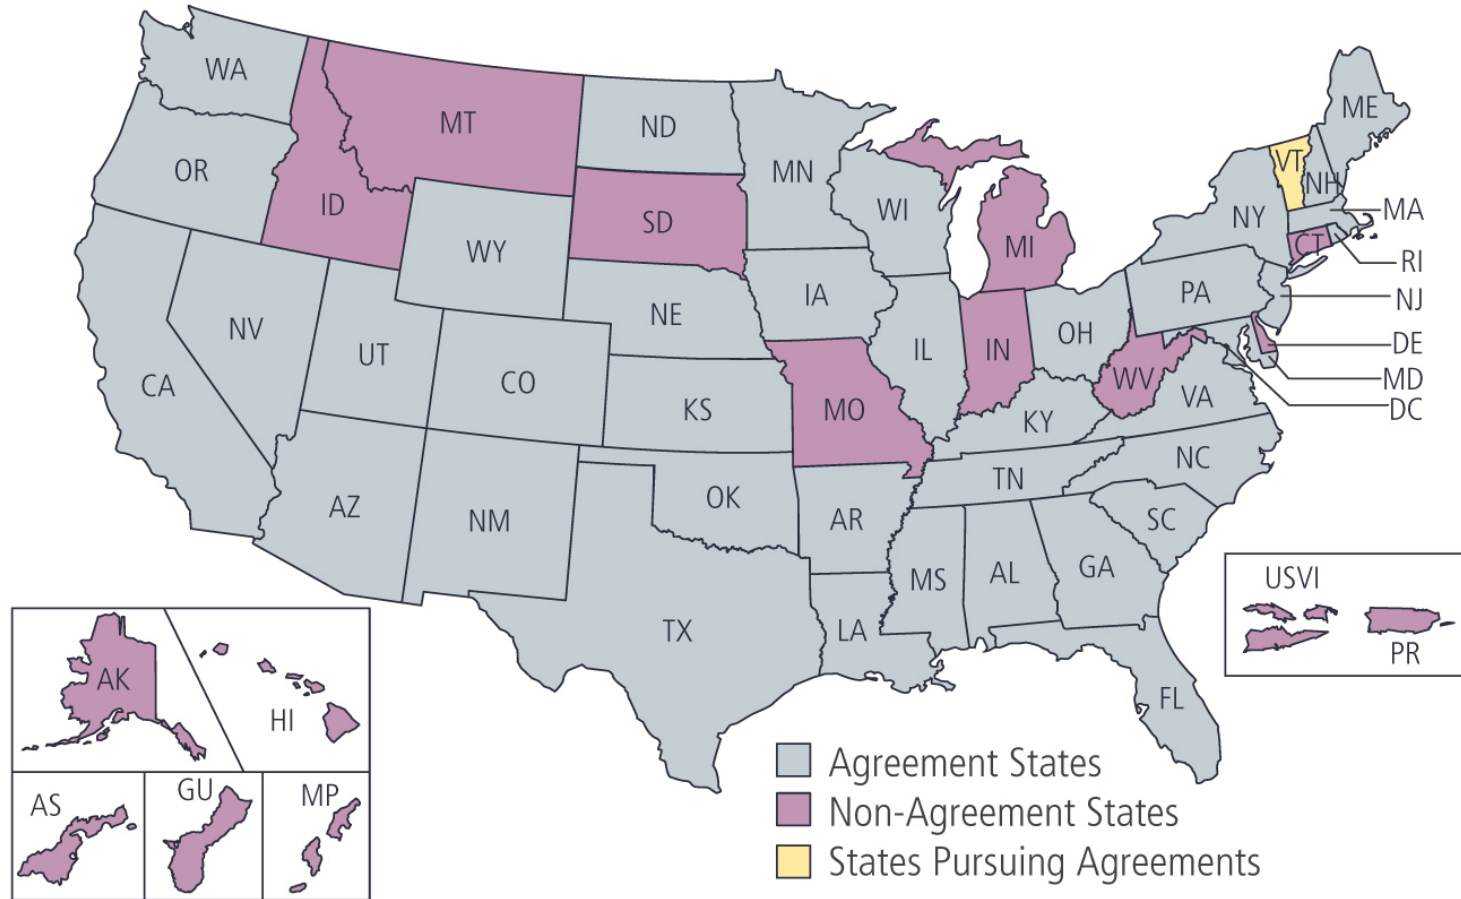 WA
MT
ND
MN
ME
OR
ID
SD
WI
MI
VT
NH
NY
MA
CT
RI
WY
IA
PA
NJ
NE
NV
UT
CO
IL
IN
OH
DE
MD
DC
CA
KS
MO
WV
VA
KY
NC
AZ
NM
OK
AR
TN
SC
MS
AL
GA
TX
LA
FL
USVI
PR
AK
HI
AS
GU
MP
Agreement States
Non-Agreement States
States Pursuing Agreements